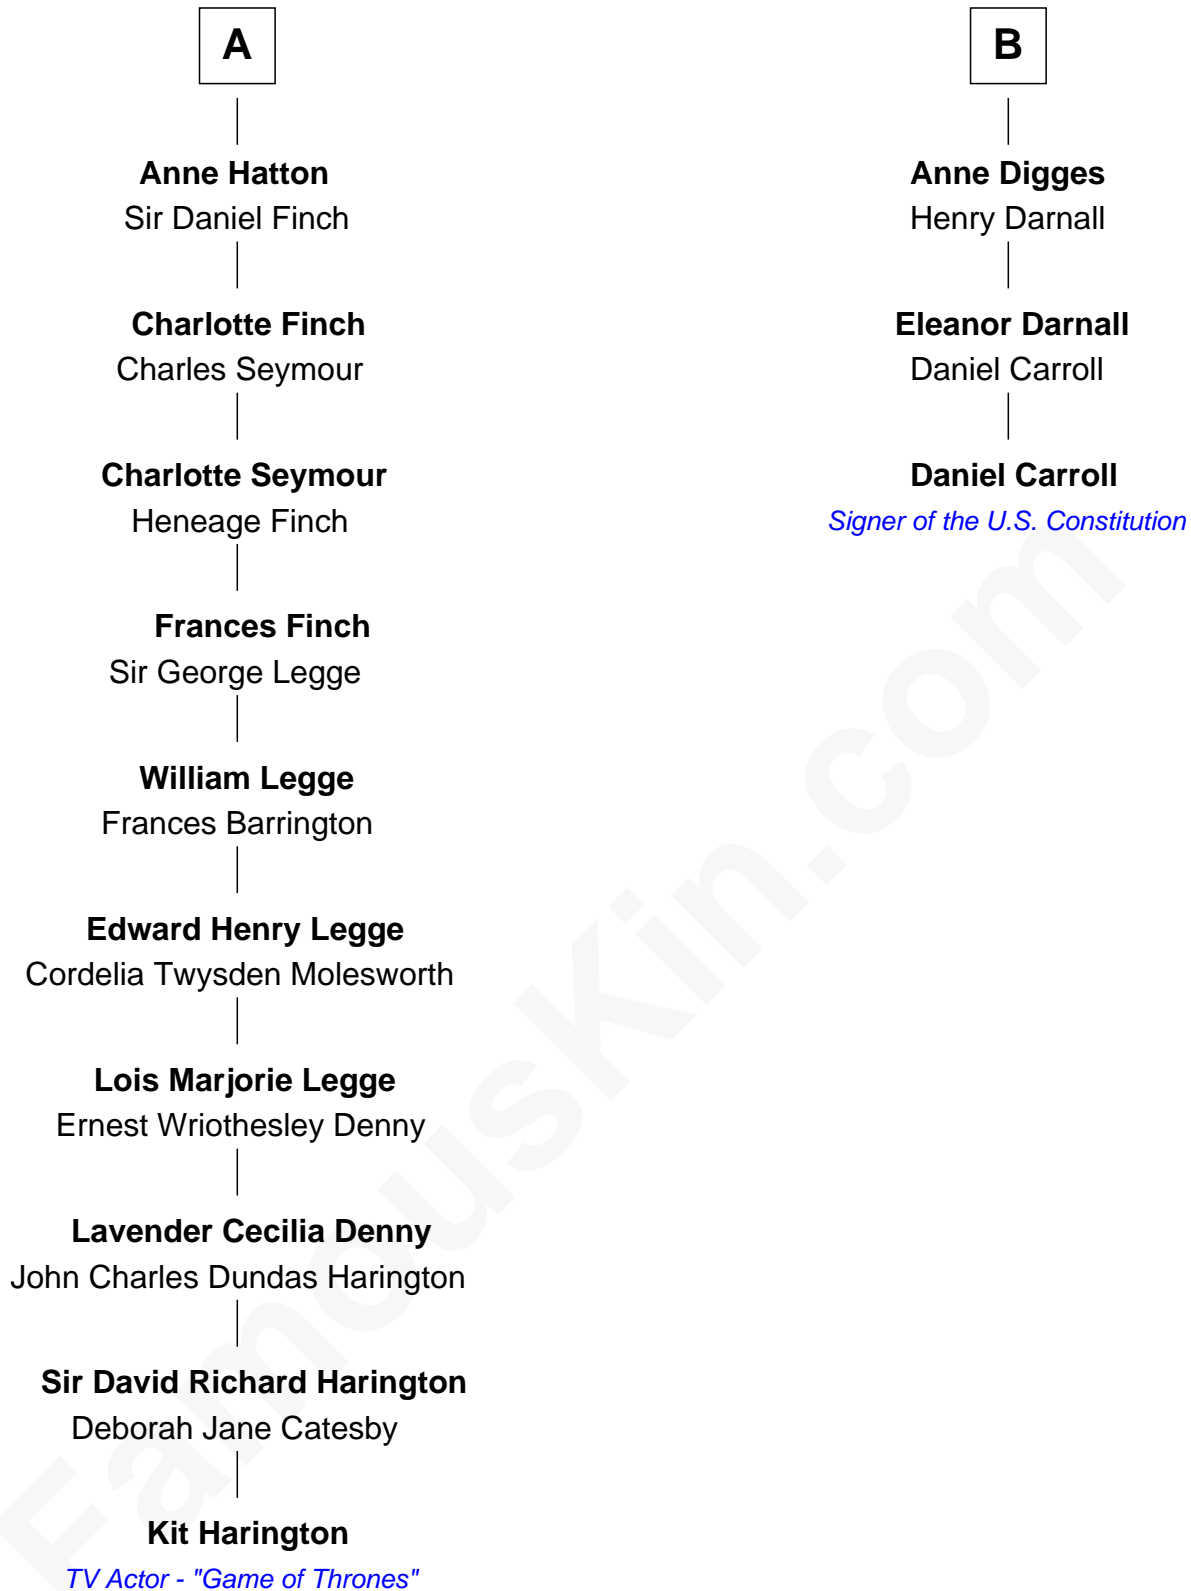 A
Anne Hatton
Sir Daniel Finch
Charlotte Finch
Charles Seymour
Charlotte Seymour
Heneage Finch
Frances Finch
Sir George Legge
William Legge
Frances Barrington
Edward Henry Legge
Cordelia Twysden Molesworth
Lois Marjorie Legge
Ernest Wriothesley Denny
Lavender Cecilia Denny
John Charles Dundas Harington
Sir David Richard Harington
Deborah Jane Catesby
Kit Harington
TV Actor - "Game of Thrones"
B
Anne Digges
Henry Darnall
Eleanor Darnall
Daniel Carroll
Daniel Carroll
Signer of the U.S. Constitution
FamousKin.com